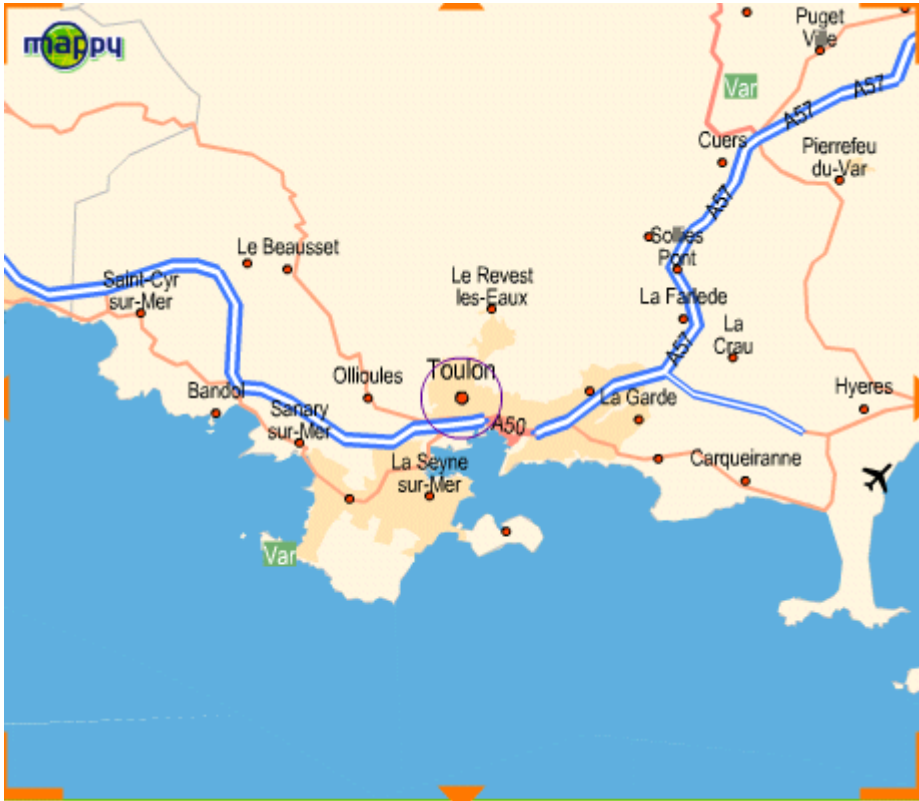 mappy
Puget
Ville
Var
A57
A57
Cuers
Pierrefeu
du-Var
A57
Sollies
Pont
Le Beausset
Le Revest
les-Eaux
Saint-Cyr
sur-Mer
La Farlede
La
Crau
A57
Toulon
Ollioules
Bandol
La Garde
Hyeres
Sanary
sur-Mer
A50
La Seyne
sur-Mer
Carqueiranne
Var